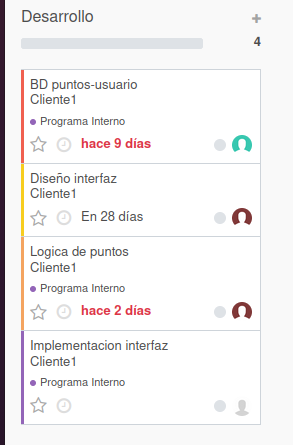 Desarrollo
4
BD puntos-usuario
Cliente1
Programa Interno
hace 9 días
Diseño interfaz
Cliente1
En 28 días
Logica de puntos
Cliente1
Programa Interno
hace 2 días
Implementacion interfaz
Cliente1
Programa Interno